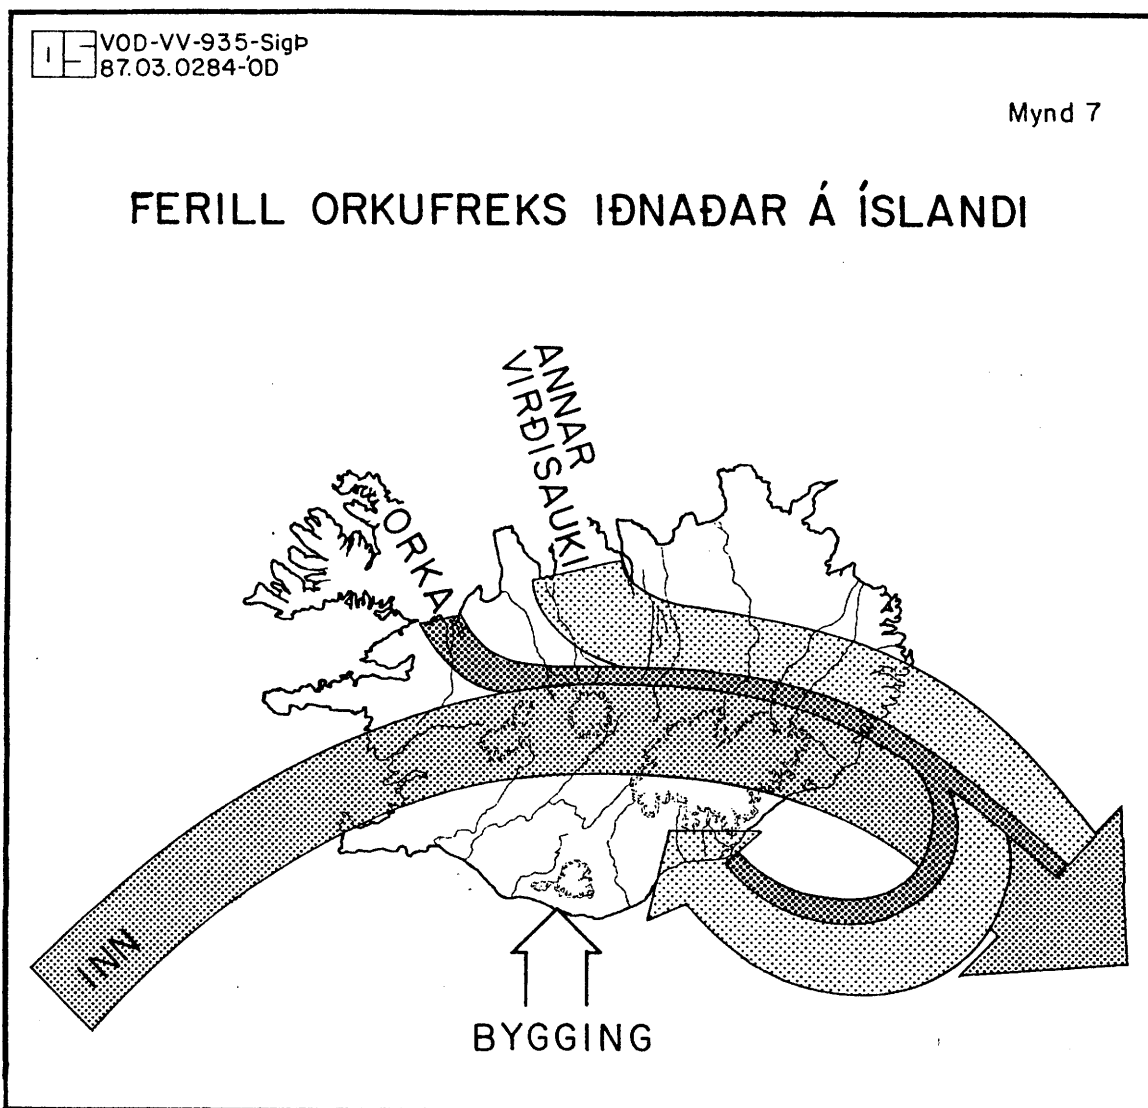 OS
VOD-VV-935-SigÞ
87.03.0284-ÓD
Mynd 7
FERILL ORKUFREKS IÐNAÐAR Á ÍSLANDI
ANNAR
VIRÐISAUKI
ORKA
INN
BYGGING